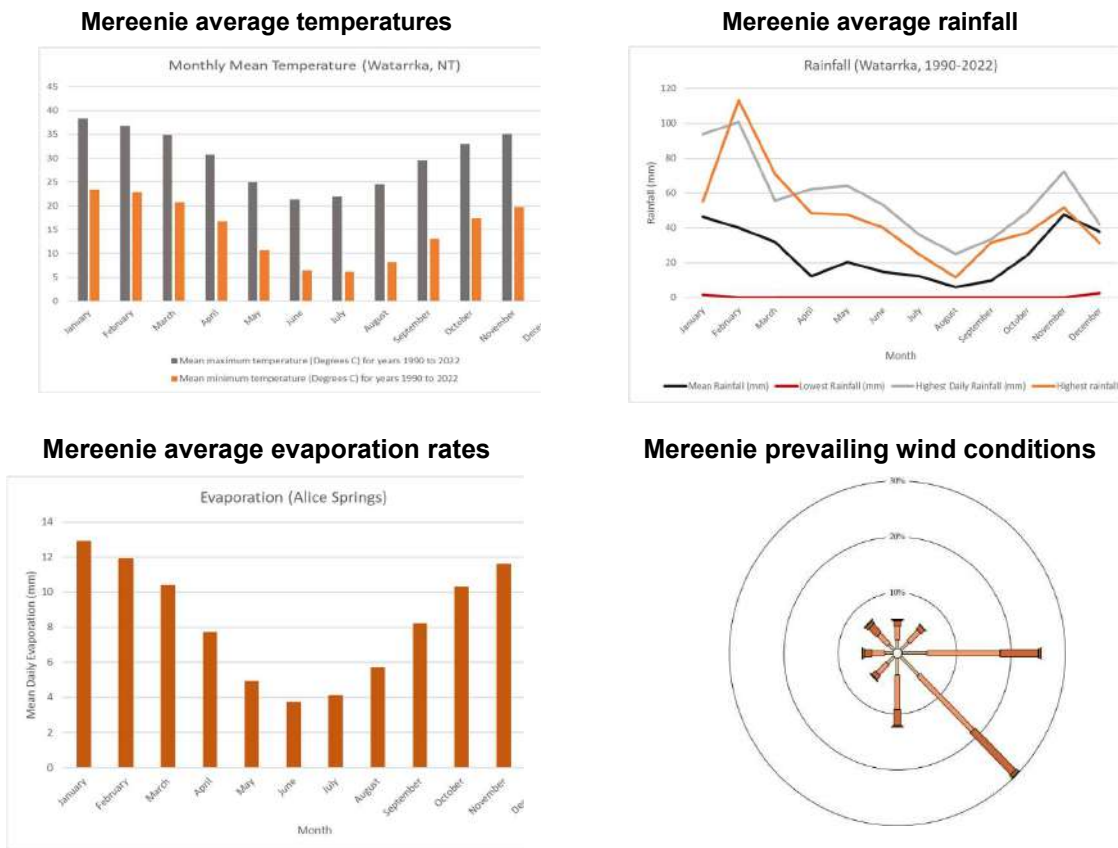 Mereenie average temperatures
Monthly Mean Temperature (Watarrka, NT)
45
40
35
30
25
20
15
10
5
0
January
February
March
April
May
June
July
August
September
October
November
Dece
Mean maximum temperature (Degrees C) for years 1990 to 2022
Mean minimum temperature (Degrees C) for years 1990 to 2022
Mereenie average rainfall
Rainfall (Watarrka, 1990-2022)
Rainfall (mm)
120
100
80
60
40
20
0
January
February
March
April
May
June
July
August
September
October
November
December
Month
Mean Rainfall (mm)
Lowest Rainfall (mm)
Highest Daily Rainfall (mm)
Highest rainfall
Mereenie average evaporation rates
Evaporation (Alice Springs)
Mean Daily Evaporation (mm)
14
12
10
8
6
4
2
0
January
February
March
April
May
June
July
August
September
October
November
De
Month
Mereenie prevailing wind conditions
30%
20%
10%